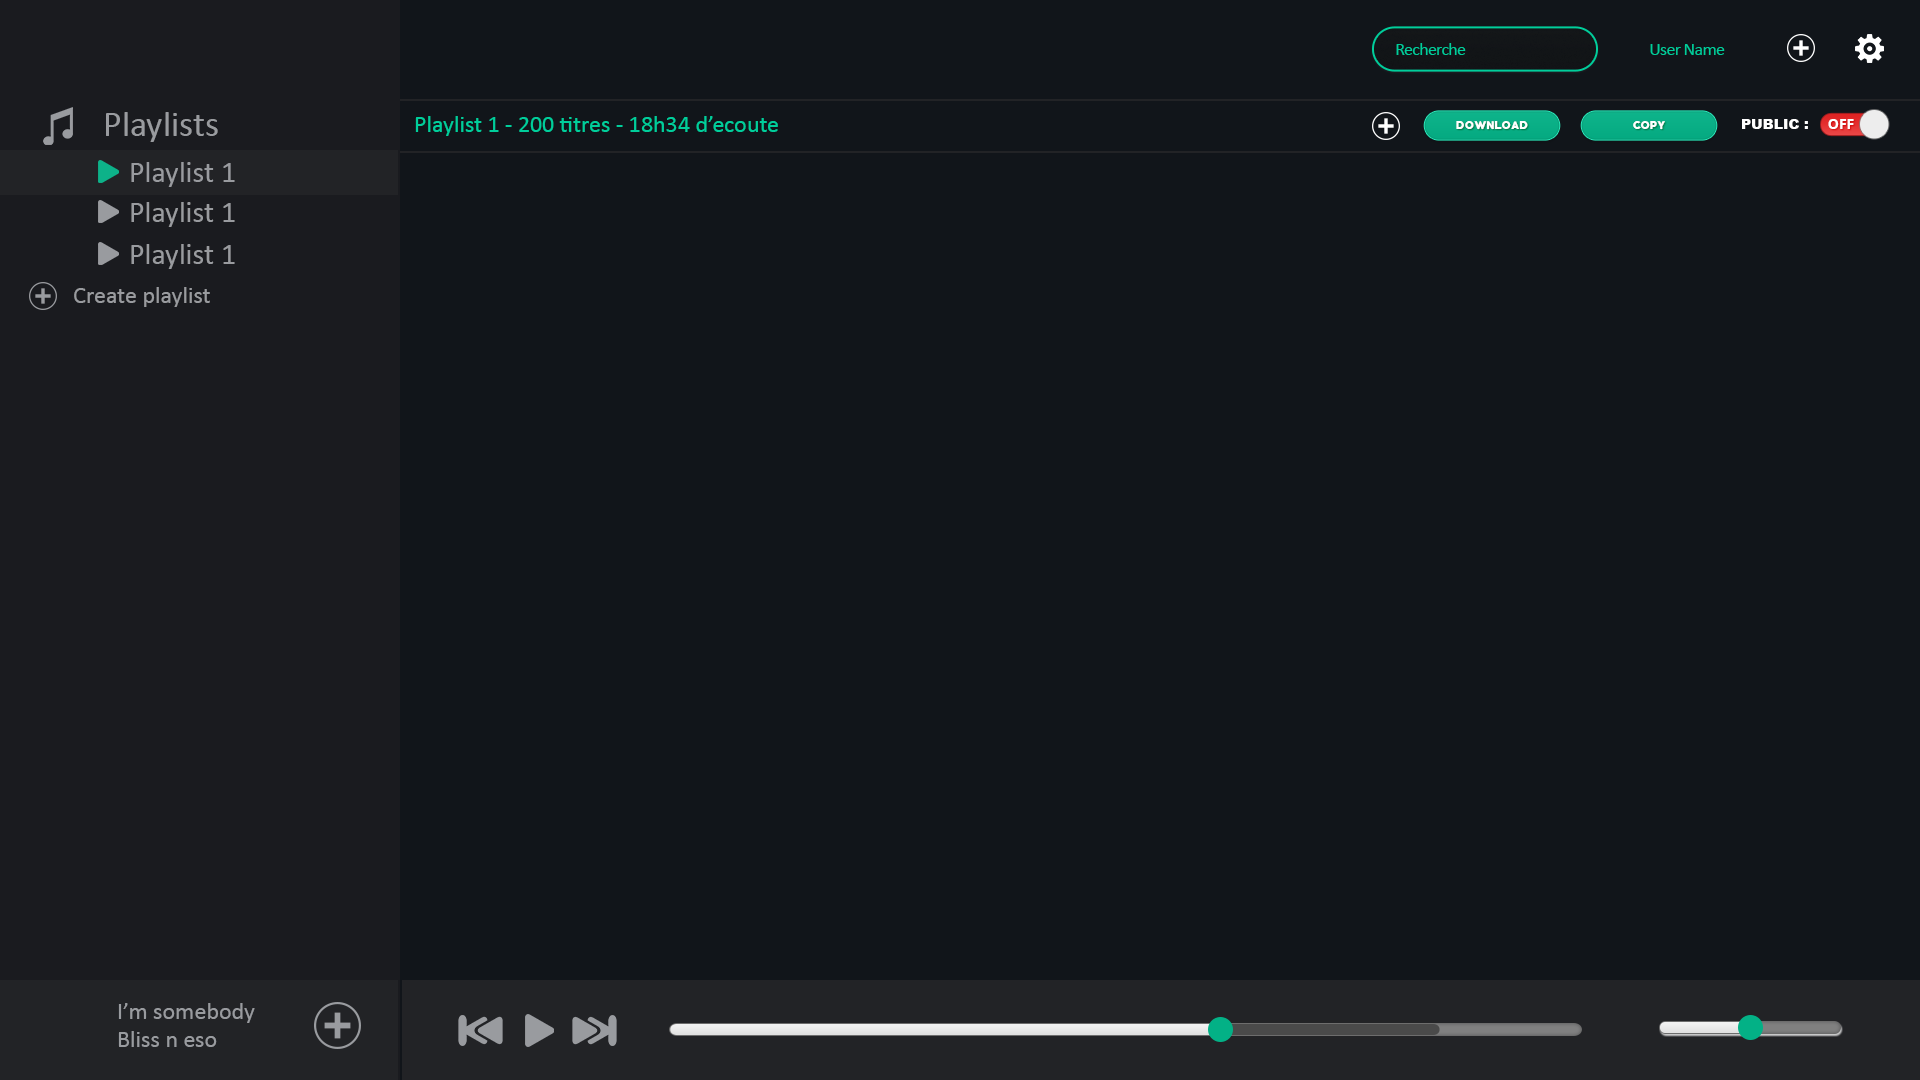 Recherche
User Name
Playlists
Playlist 1 - 200 titres - 18h34 d’ecoute
DOWNLOAD
COPY
PUBLIC :
OFF
Playlist 1
Playlist 1
Playlist 1
Create playlist
I’m somebody
Bliss n eso